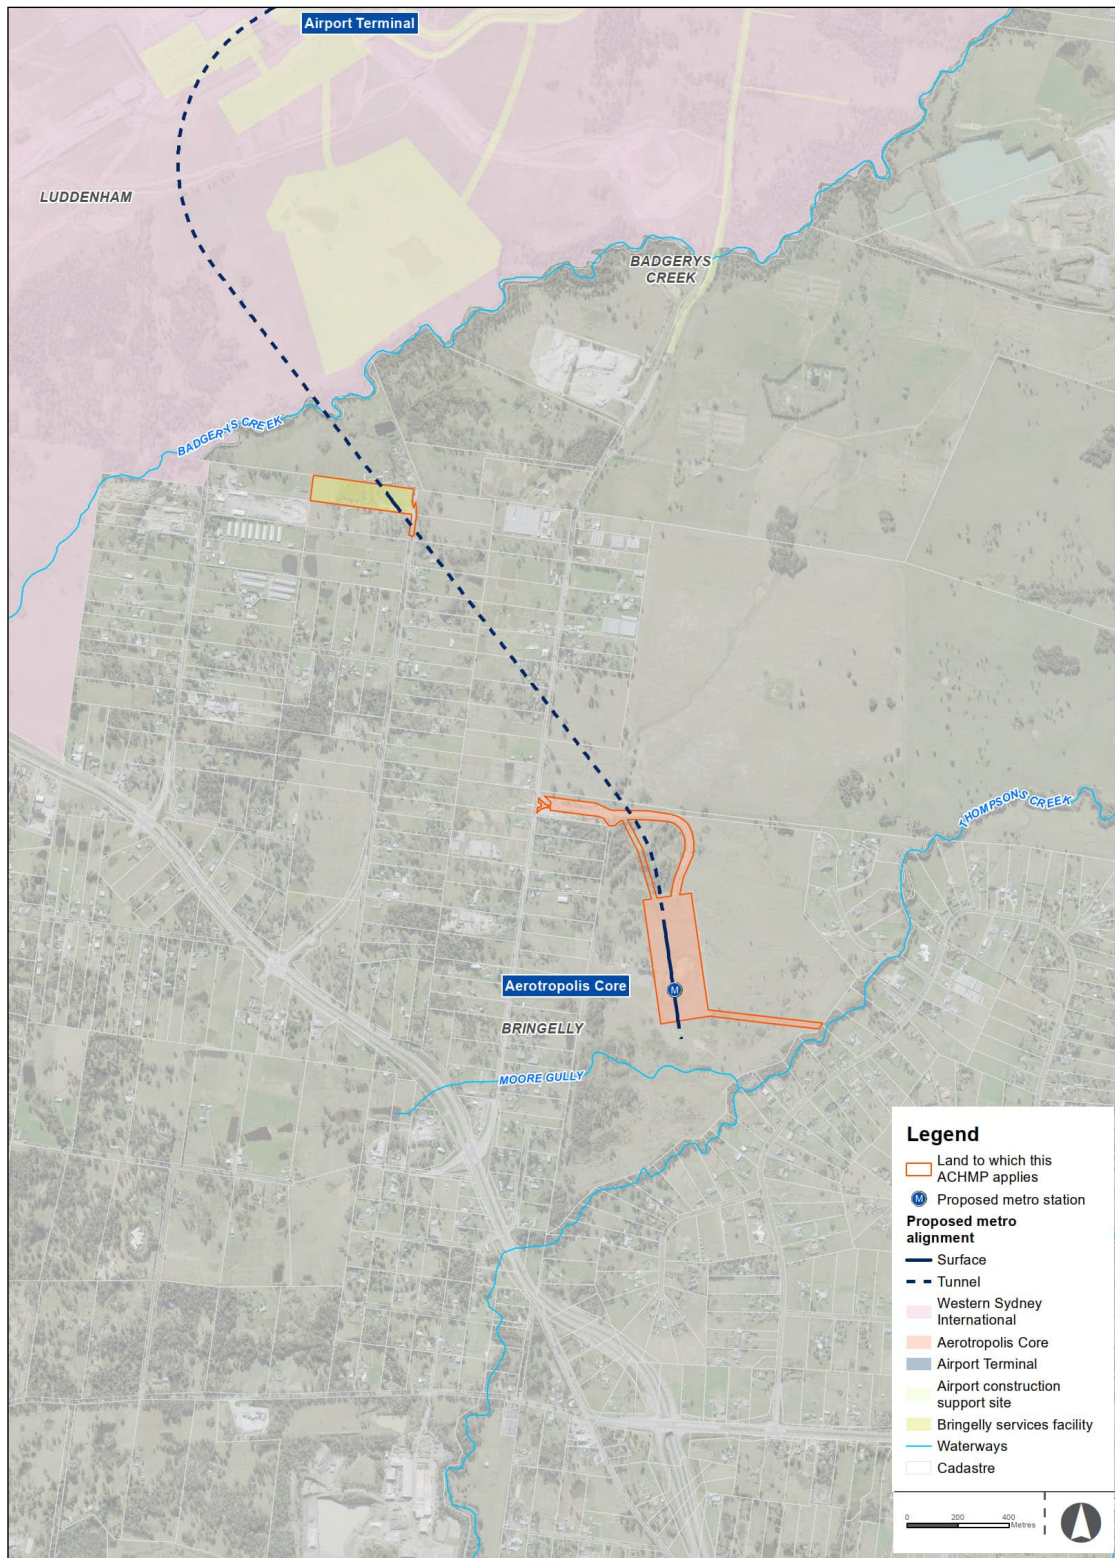 Airport Terminal
LUDDENHAM
BADGERYS
CREEK
BADGERYS CREEK
THOMPSONS CREEK
M
Aerotropolis Core
BRINGELLY
MOORE GULLY
Legend
Land to which this
ACHMP applies
M Proposed metro station
Proposed metro
alignment
Surface
Tunnel
Western Sydney
International
Aerotropolis Core
Airport Terminal
Airport construction
support site
Bringelly services facility
Waterways
Cadastre
0 200 400
Metres